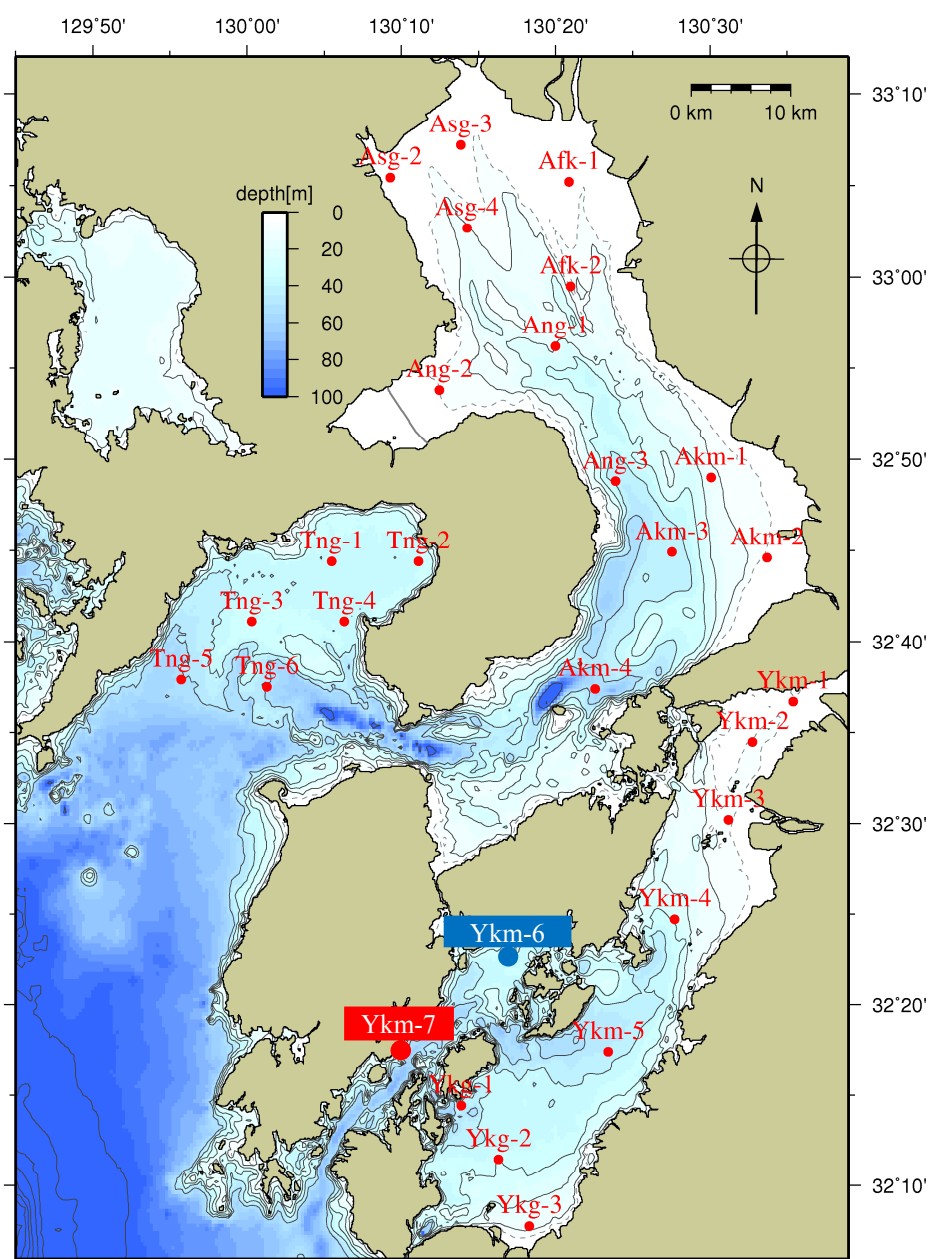 129˚50' 130˚00' 130˚10' 130˚20' 130˚30'
33˚10'
0 km 10 km
Asg-3
Asg-2
Afk-1
depth[m]
0
20
40
60
80
100
N
Asg-4
Afk-2
33˚00'
Ang-1
Ang-2
32˚50'
Ang-3
Akm-1
Akm-3
Akm-2
Tng-1
Tng-2
Tng-3
Tng-4
32˚40'
Tng-5
Tng-6
Akm-4
Ykm-1
Ykm-2
Ykm-3
32˚30'
Ykm-4
Ykm-6
32˚20'
Ykm-7
Ykm-5
Ykg-1
Ykg-2
32˚10'
Ykg-3